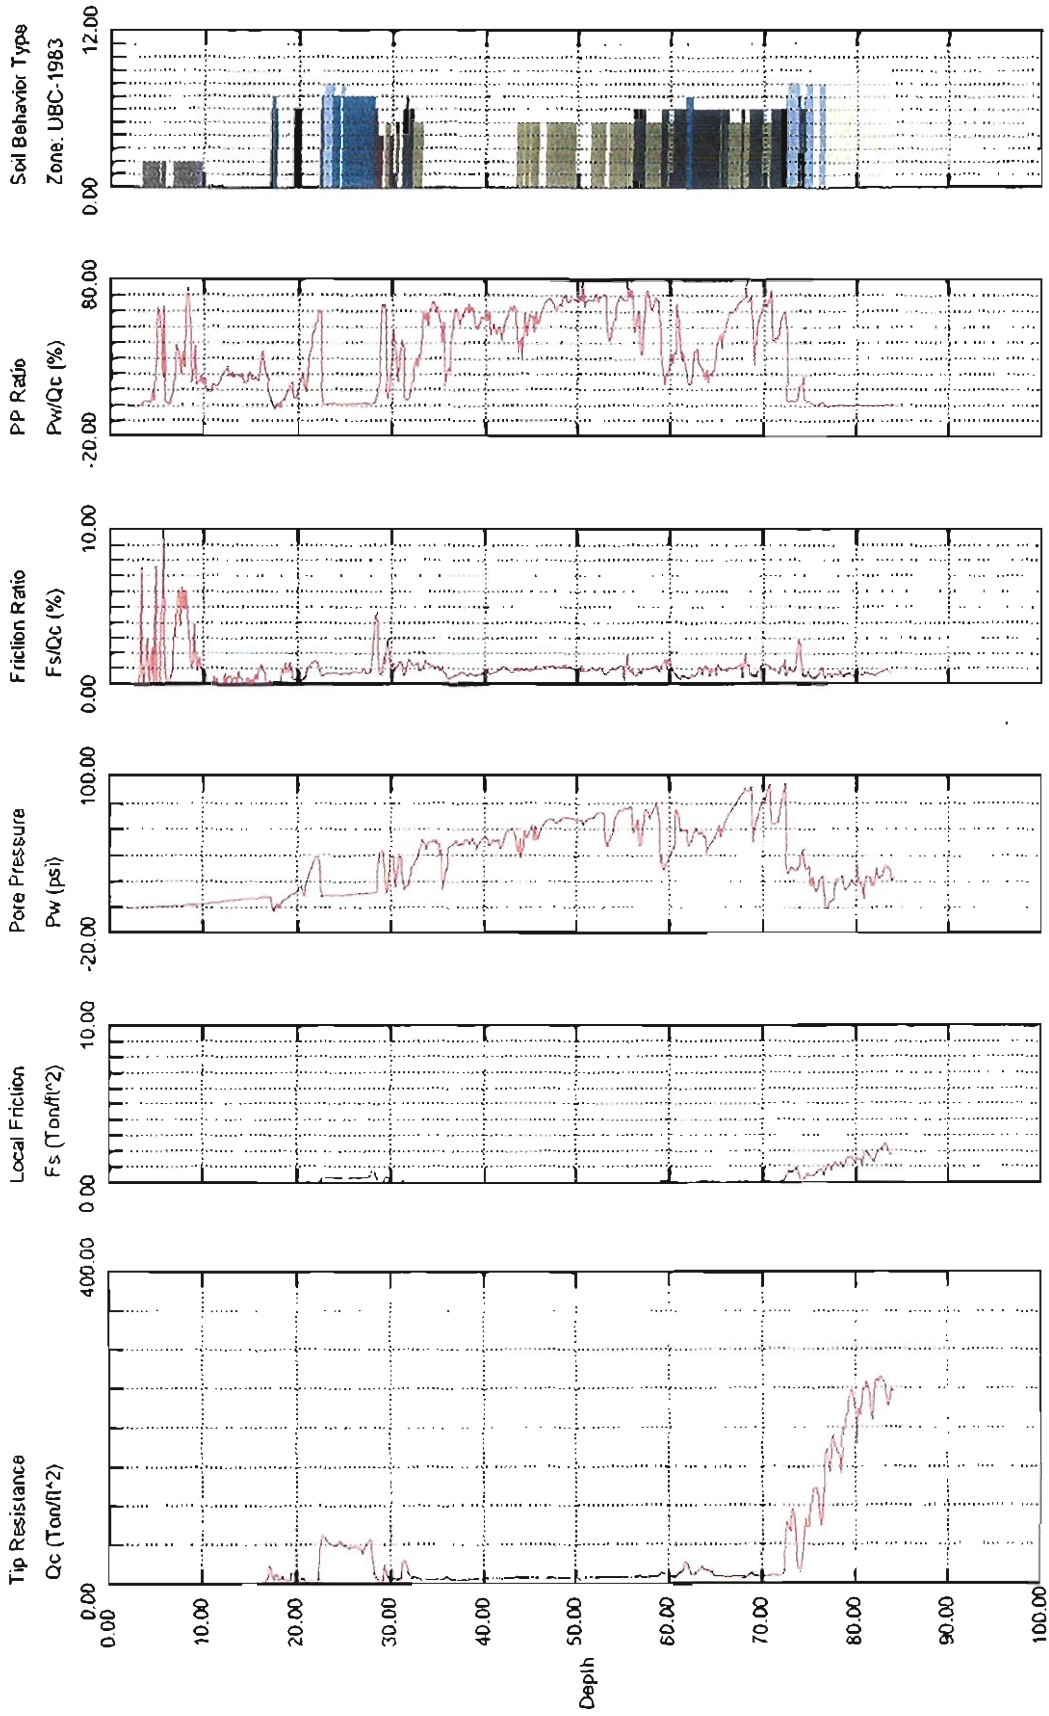 Tip Resistance
Qc (Ton/ft^2)
0.00
400.00
Local Friction
Fs (Ton/ft^2)
0.00
10.00
Pore Pressure
Pw (psi)
-20.00
100.00
Friction Ratio
Fs/Qc (%)
0.00
10.00
PP Ratio
Pw/Qc (%)
-20.00
80.00
Soil Behavior Type
Zone: UBC-1983
0.00
12.00
0.00
10.00
20.00
30.00
40.00
50.00
60.00
70.00
80.00
90.00
100.00
Depth